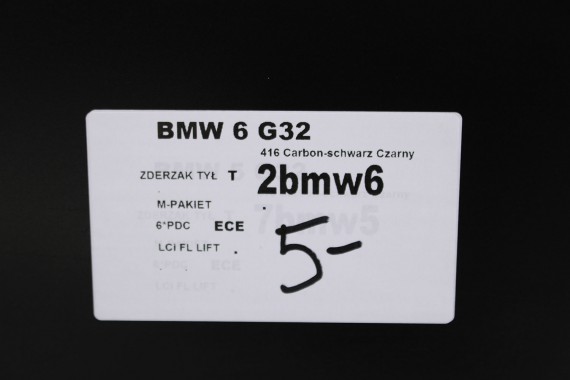 BMW 6 G32
416 Carbon-schwarz Czarny
ZDERZAK TYŁ T 2bmw6
M-PAKIET .
6*PDC ECE
LCI FL LIFT .
5-